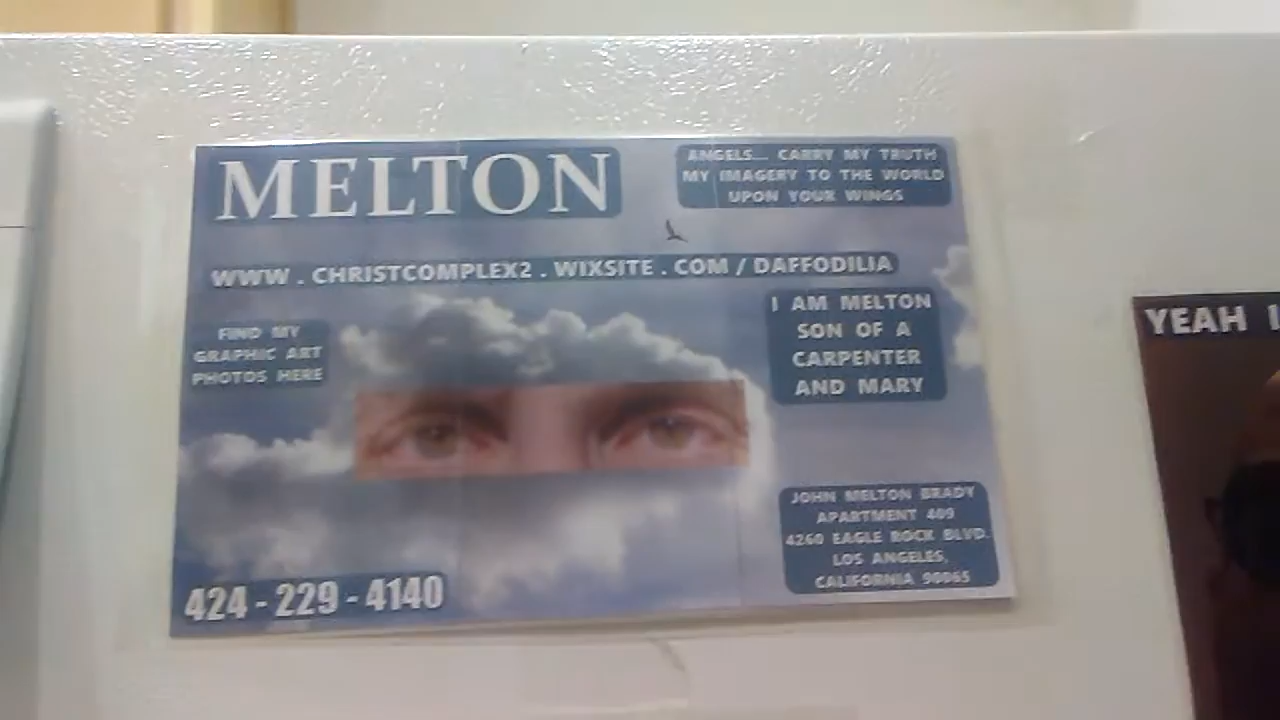 MELTON
ANGELS... CARRY MY TRUTH
MY IMAGERY TO THE WORLD
UPON YOUR WINGS
WWW . CHRISTCOMPLEX2 . WIXSITE . COM / DAFFODILIA
FIND MY
GRAPHIC ART
PHOTOS HERE
I AM MELTON
SON OF A
CARPENTER
AND MARY
JOHN MELTON BRADY
APARTMENT 409
4260 EAGLE ROCK BLVD.
LOS ANGELES,
CALIFORNIA 90065
424 - 229 - 4140
YEAH I